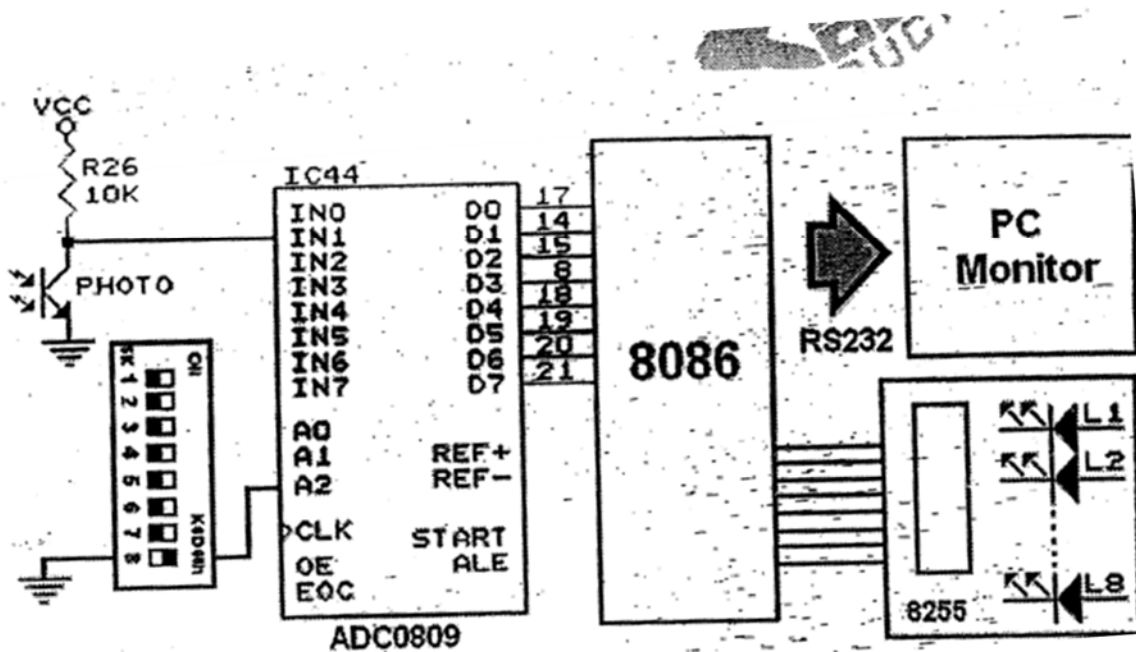 VCC
R26
10K
PHOTO
IC44
IN0
IN1
IN2
IN3
IN4
IN5
IN6
IN7
A0
A1
A2
CLK
OE
EOC
D0
D1
D2
D3
D4
D5
D6
D7
REF+
REF-
START
ALE
ADC0809
17
14
15
8
18
19
20
21
ON
1
2
3
4
5
6
7
8
8086
RS232
PC
Monitor
L1
L2
L8
8255